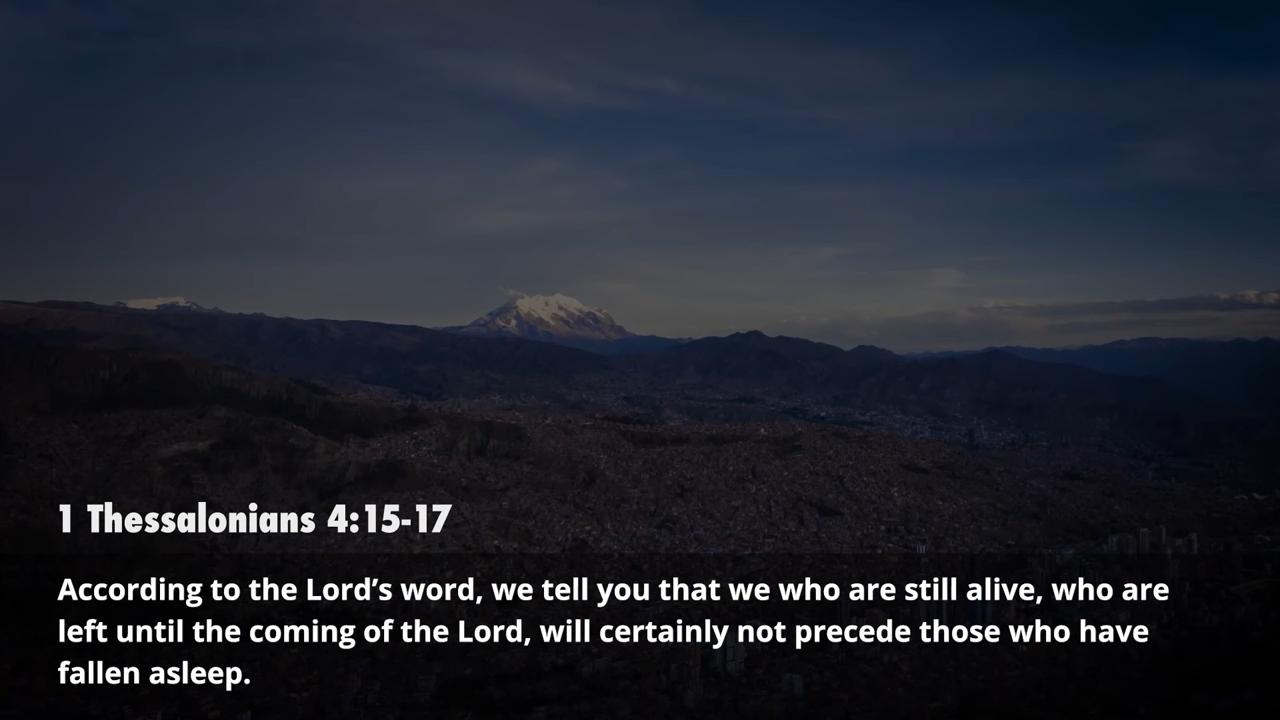 1 Thessalonians 4:15-17
According to the Lord’s word, we tell you that we who are still alive, who are
left until the coming of the Lord, will certainly not precede those who have
fallen asleep.